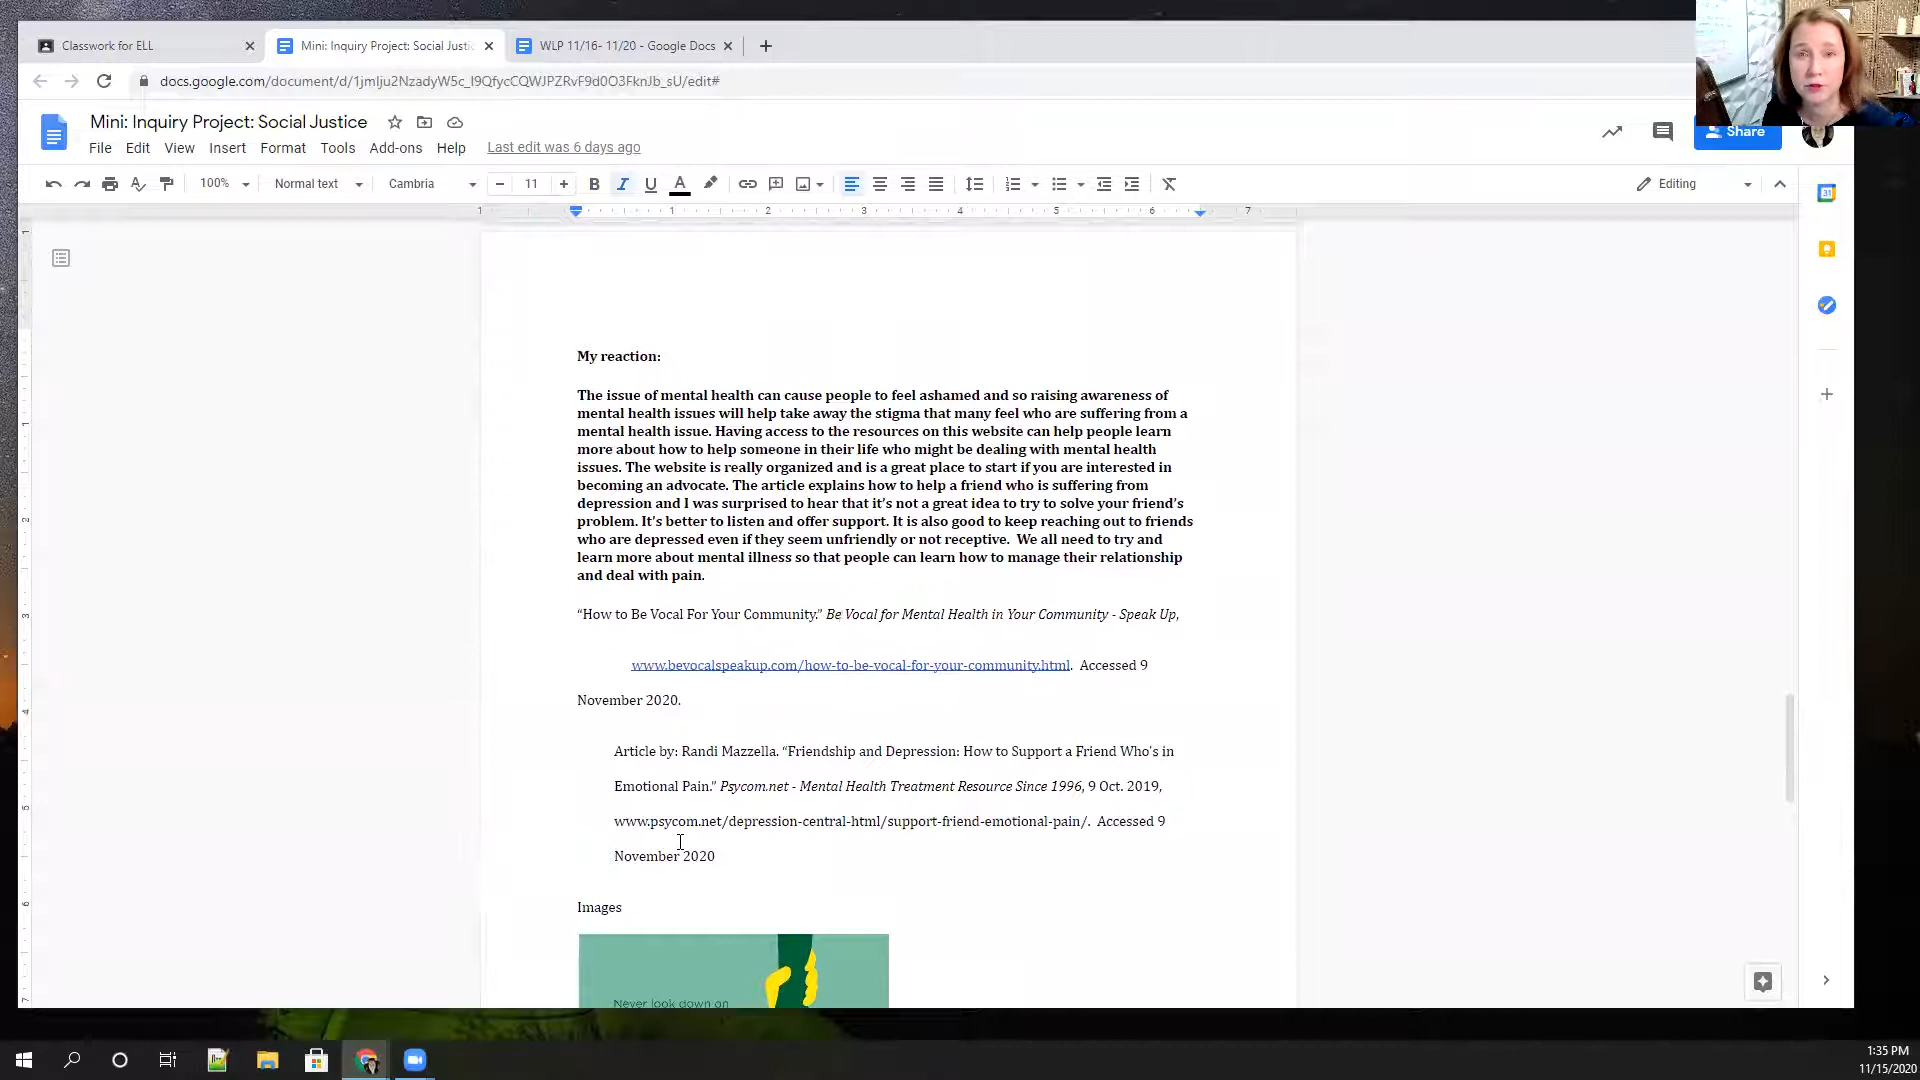 Classwork for ELL
Mini: Inquiry Project: Social Justic
WLP 11/16- 11/20 - Google Docs
docs.google.com/document/d/1jmlju2NzadyW5c_I9QfycCQWJPZRvF9d0O3FknJb_sU/edit#
Mini: Inquiry Project: Social Justice
File Edit View Insert Format Tools Add-ons Help Last edit was 6 days ago
Share
100% Normal text Cambria 11 B I U A Editing
1 1 2 3 4 5 6 7
My reaction:
The issue of mental health can cause people to feel ashamed and so raising awareness of
mental health issues will help take away the stigma that many feel who are suffering from a
mental health issue. Having access to the resources on this website can help people learn
more about how to help someone in their life who might be dealing with mental health
issues. The website is really organized and is a great place to start if you are interested in
becoming an advocate. The article explains how to help a friend who is suffering from
depression and I was surprised to hear that it’s not a great idea to try to solve your friend’s
problem. It’s better to listen and offer support. It is also good to keep reaching out to friends
who are depressed even if they seem unfriendly or not receptive.  We all need to try and
learn more about mental illness so that people can learn how to manage their relationship
and deal with pain.
“How to Be Vocal For Your Community.” Be Vocal for Mental Health in Your Community - Speak Up,
www.bevocalspeakup.com/how-to-be-vocal-for-your-community.html.  Accessed 9
November 2020.
Article by: Randi Mazzella. “Friendship and Depression: How to Support a Friend Who’s in
Emotional Pain.” Psycom.net - Mental Health Treatment Resource Since 1996, 9 Oct. 2019,
www.psycom.net/depression-central-html/support-friend-emotional-pain/.  Accessed 9
November 2020
Images
Never look down on
1:35 PM
11/15/2020